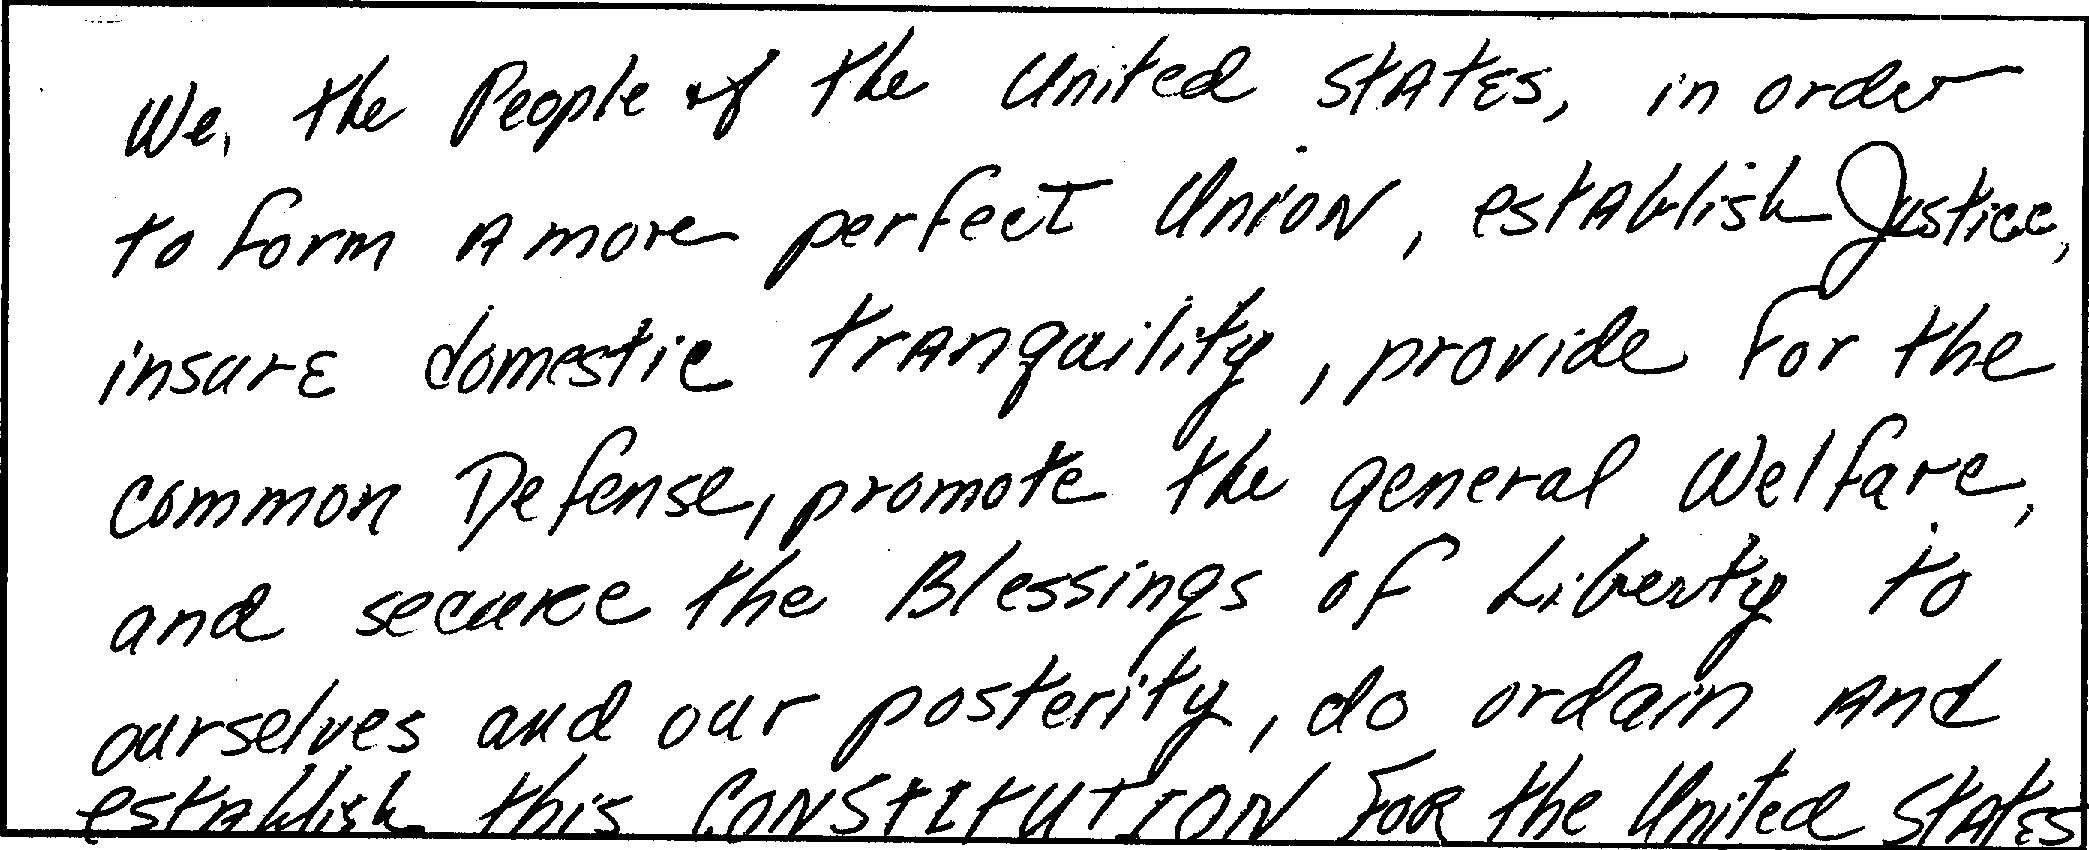 We, the People of the United States, in order
to form a more perfect Union, establish Justice,
insure domestic tranquility, provide for the
common Defense, promote the general Welfare,
and secure the Blessings of Liberty to
ourselves and our posterity, do ordain and
establish this CONSTITUTION FOR the United States